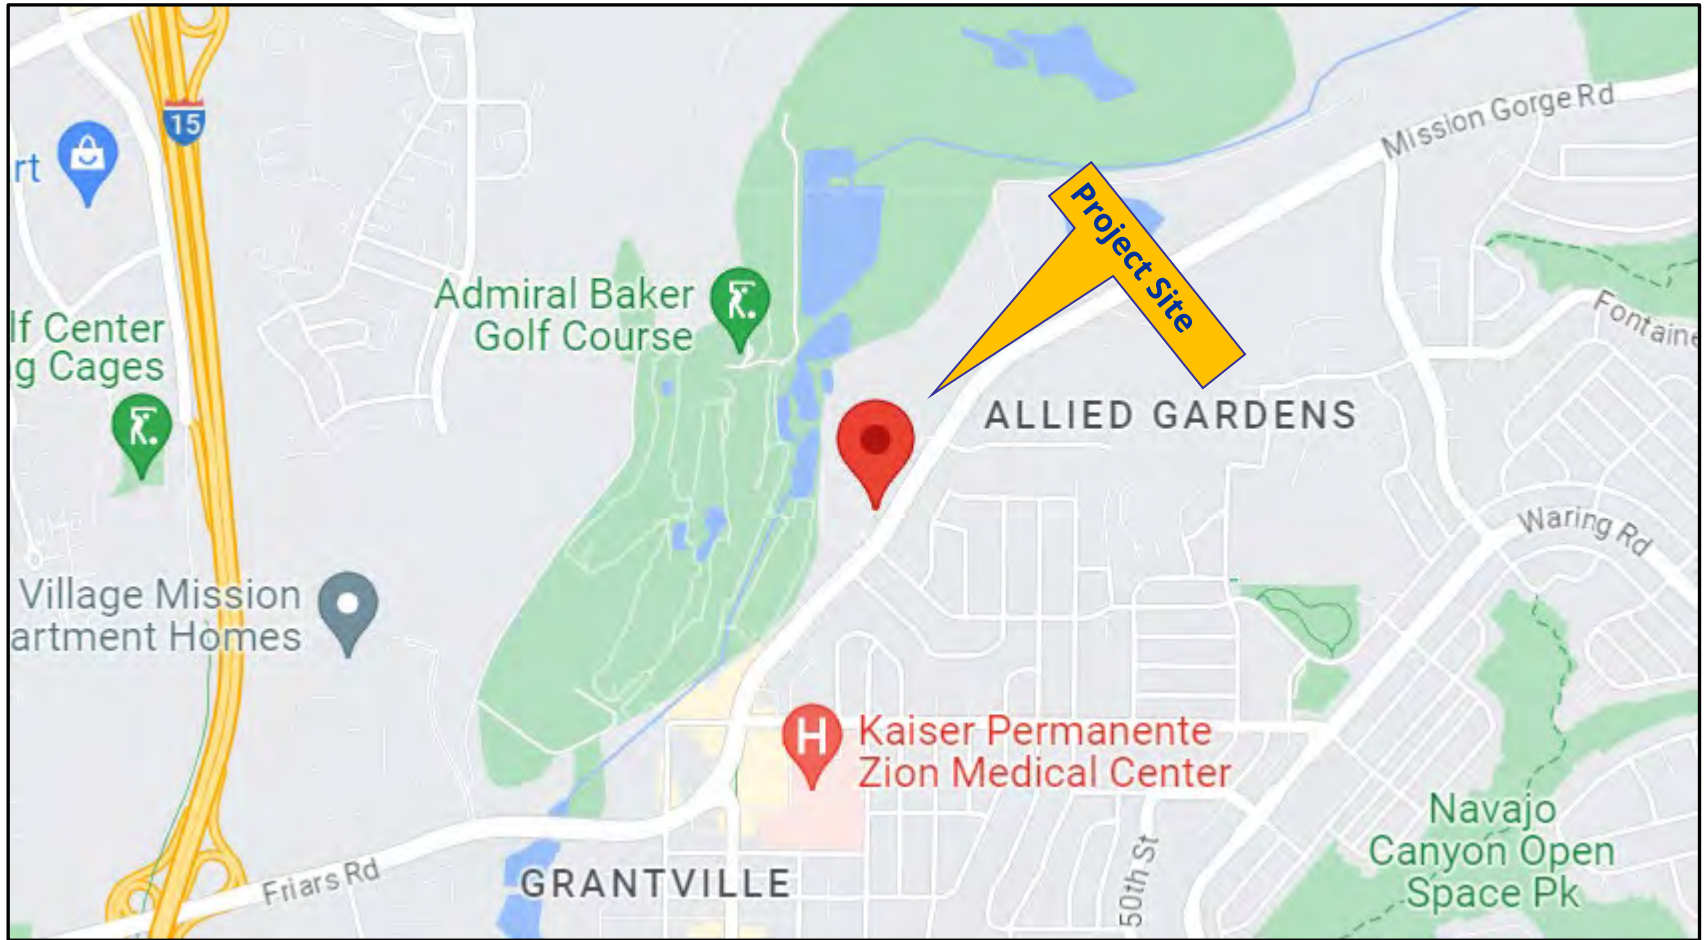 15
Mission Gorge Rd
rt
Project Site
Admiral Baker
Golf Course
lf Center
g Cages
Fontaine
ALLIED GARDENS
Waring Rd
Village Mission
artment Homes
H
Kaiser Permanente
Zion Medical Center
Navajo
Canyon Open
Space Pk
50th St
Friars Rd
GRANTVILLE